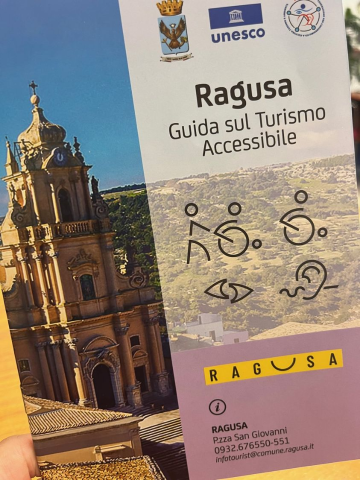 unesco
Ragusa
Guida sul Turismo
Accessibile
RAGUSA
RAGUSA
P.zza San Giovanni
0932.676550-551
infotourist@comune.ragusa.it